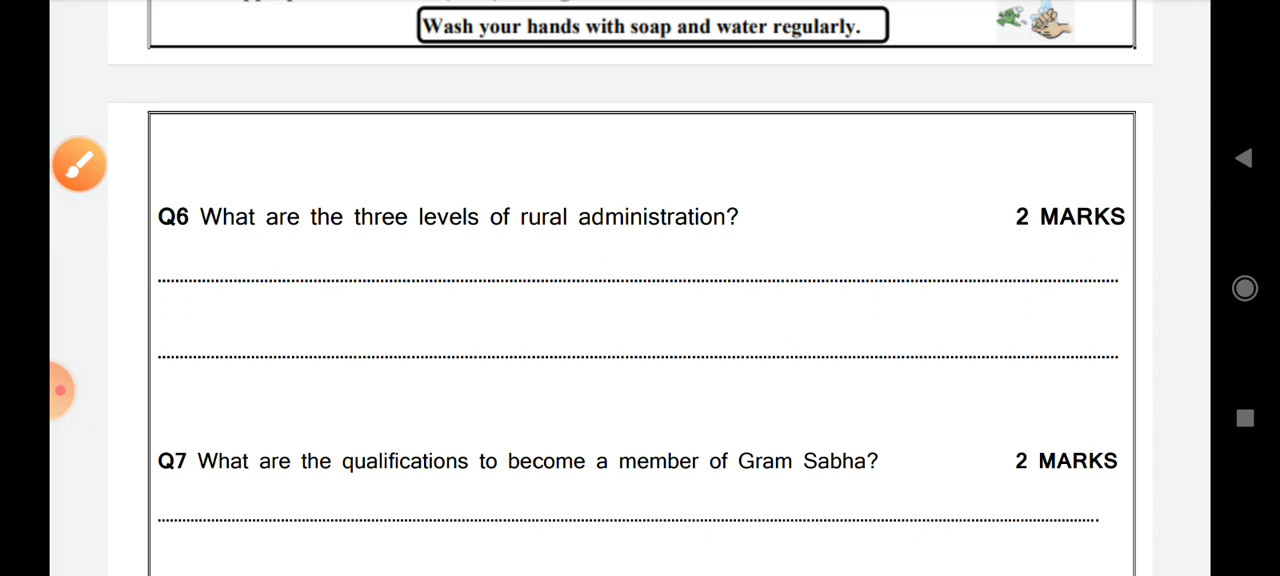 Wash your hands with soap and water regularly.
Q6 What are the three levels of rural administration? 2 MARKS
Q7 What are the qualifications to become a member of Gram Sabha? 2 MARKS